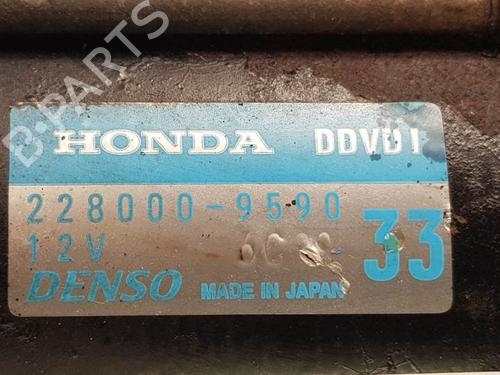 B-PARTS
HONDA DDVD1
228000-9590
12V
33
DENSO MADE IN JAPAN